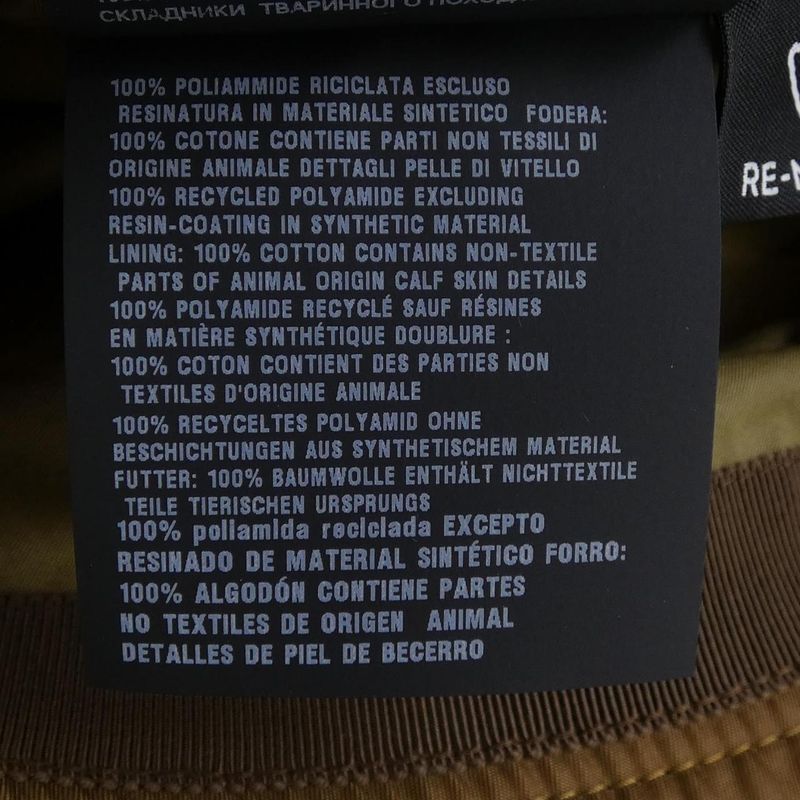 СКЛАДНИКИ ТВАРИННОГО
100% POLIAMMIDE RICICLATA ESCLUSO
RESINATURA IN MATERIALE SINTETICO FODERA:
100% COTONE CONTIENE PARTI NON TESSILI DI
ORIGINE ANIMALE DETTAGLI PELLE DI VITELLO
100% RECYCLED POLYAMIDE EXCLUDING
RESIN-COATING IN SYNTHETIC MATERIAL
LINING: 100% COTTON CONTAINS NON-TEXTILE
PARTS OF ANIMAL ORIGIN CALF SKIN DETAILS
100% POLYAMIDE RECYCLÉ SAUF RÉSINES
EN MATIÈRE SYNTHÉTIQUE DOUBLURE :
100% COTON CONTIENT DES PARTIES NON
TEXTILES D'ORIGINE ANIMALE
100% RECYCELTES POLYAMID OHNE
BESCHICHTUNGEN AUS SYNTHETISCHEM MATERIAL
FUTTER: 100% BAUMWOLLE ENTHÄLT NICHTTEXTILE
TEILE TIERISCHEN URSPRUNGS
100% poliamida reciclada EXCEPTO
RESINADO DE MATERIAL SINTÉTICO FORRO:
100% ALGODÓN CONTIENE PARTES
NO TEXTILES DE ORIGEN ANIMAL
DETALLES DE PIEL DE BECERRO
RE-